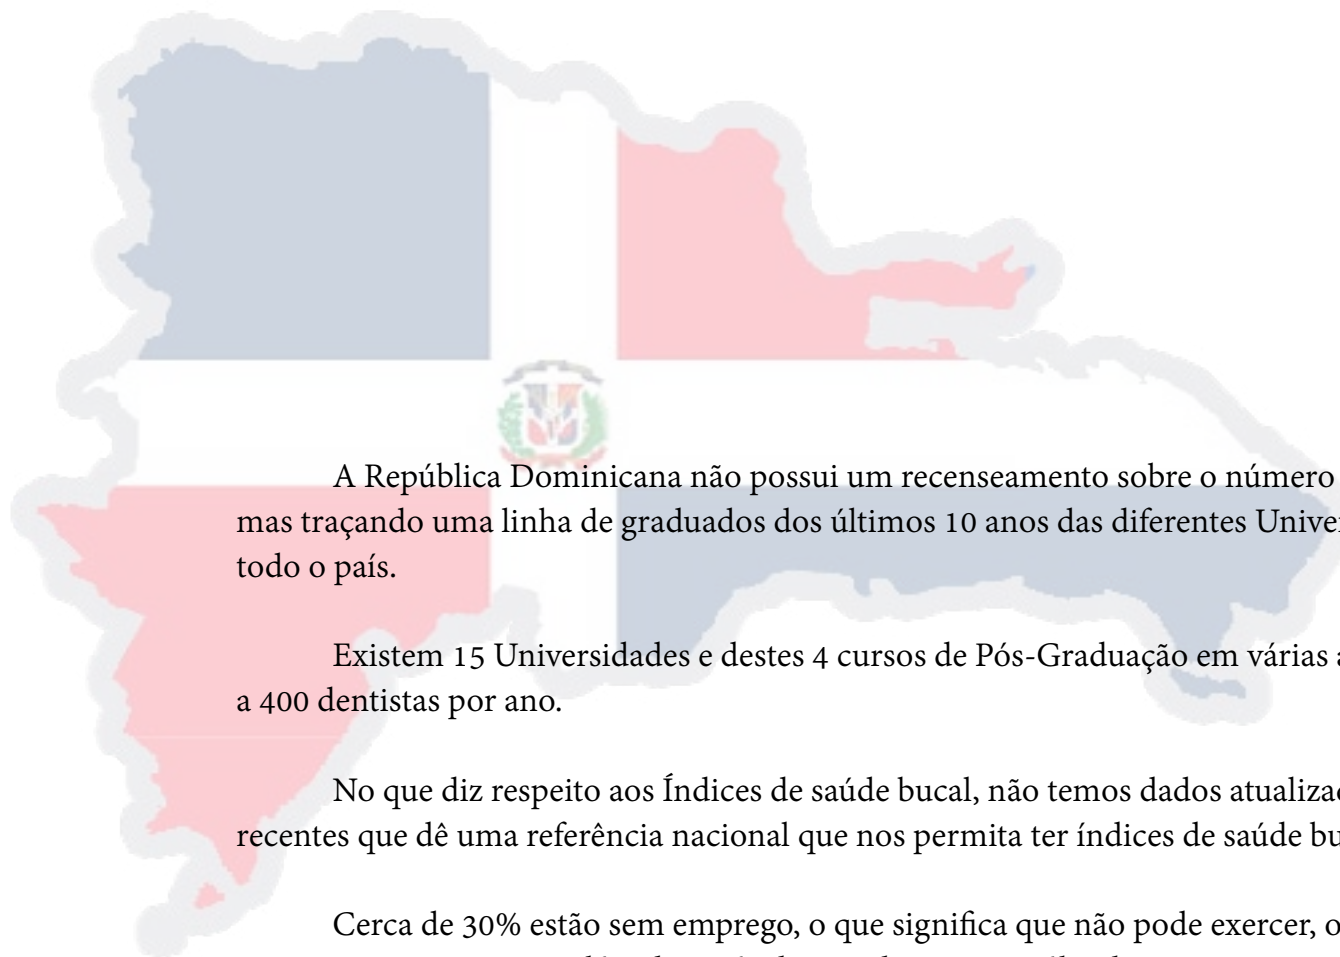 A República Dominicana não possui um recenseamento sobre o número
mas traçando uma linha de graduados dos últimos 10 anos das diferentes
todo o país.
Existem 15 Universidades e destes 4 cursos de Pós-Graduação em várias
a 400 dentistas por ano.
No que diz respeito aos Índices de saúde bucal, não temos dados
recentes que dê uma referência nacional que nos permita ter índices de saúde
Cerca de 30% estão sem emprego, o que significa que não pode exercer,